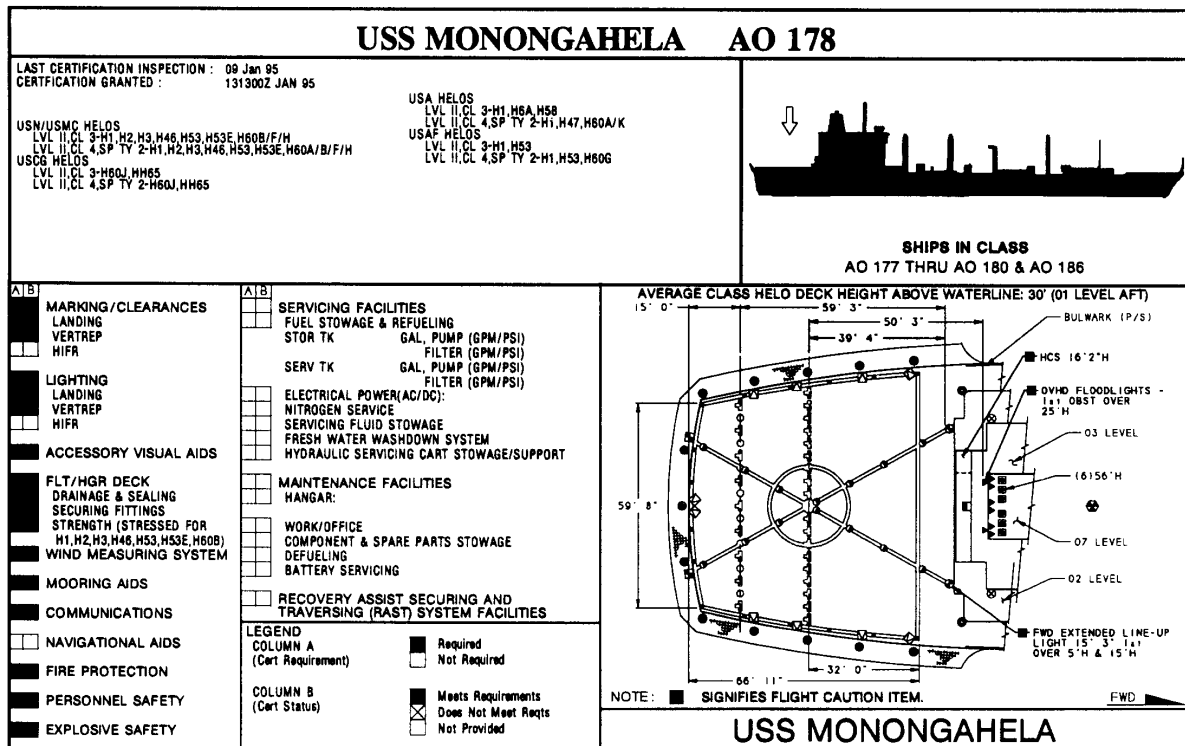 USS MONONGAHELA AO 178
LAST CERTIFICATION INSPECTION : 09 Jan 95
CERTFICATION GRANTED : 131300Z JAN 95
USN/USMC HELOS
LVL II,CL 3-H1,H2,H3,H46,H53,H53E,H60B/F/H
LVL II,CL 4,SP TY 2-H1,H2,H3,H46,H53,H53E,H60A/B/F/H
USCG HELOS
LVL II,CL 3-H60J,HH65
LVL II,CL 4,SP TY 2-H60J,HH65
USA HELOS
LVL II,CL 3-H1,H6A,H58
LVL II,CL 4,SP TY 2-H1,H47,H60A/K
USAF HELOS
LVL II,CL 3-H1,H53
LVL II,CL 4,SP TY 2-H1,H53,H60G
SHIPS IN CLASS
AO 177 THRU AO 180 & AO 186
A B
MARKING/CLEARANCES
LANDING
VERTREP
HIFR
LIGHTING
LANDING
VERTREP
HIFR
ACCESSORY VISUAL AIDS
FLT/HGR DECK
DRAINAGE & SEALING
SECURING FITTINGS
STRENGTH (STRESSED FOR
H1,H2,H3,H46,H53,H53E,H60B)
WIND MEASURING SYSTEM
MOORING AIDS
COMMUNICATIONS
NAVIGATIONAL AIDS
FIRE PROTECTION
PERSONNEL SAFETY
EXPLOSIVE SAFETY
A B
SERVICING FACILITIES
FUEL STOWAGE & REFUELING
STOR TK GAL, PUMP (GPM/PSI)
FILTER (GPM/PSI)
SERV TK GAL, PUMP (GPM/PSI)
FILTER (GPM/PSI)
ELECTRICAL POWER(AC/DC):
NITROGEN SERVICE
SERVICING FLUID STOWAGE
FRESH WATER WASHDOWN SYSTEM
HYDRAULIC SERVICING CART STOWAGE/SUPPORT
MAINTENANCE FACILITIES
HANGAR:
WORK/OFFICE
COMPONENT & SPARE PARTS STOWAGE
DEFUELING
BATTERY SERVICING
RECOVERY ASSIST SECURING AND
TRAVERSING (RAST) SYSTEM FACILITIES
LEGEND
COLUMN A
(Cert Requirement)
Required
Not Required
COLUMN B
(Cert Status)
Meets Requirements
Does Not Meet Reqts
Not Provided
AVERAGE CLASS HELO DECK HEIGHT ABOVE WATERLINE: 30' (01 LEVEL AFT)
15' 0"
59' 3"
50' 3"
39' 4"
BULWARK (P/S)
HCS 16'2"H
OVHD FLOODLIGHTS -
1st OBST OVER
25'H
03 LEVEL
(6)56'H
59' 8"
07 LEVEL
02 LEVEL
FWD EXTENDED LINE-UP
LIGHT 15' 3" 1st
OVER 5'H & 15'H
32' 0"
66' 11"
NOTE: SIGNIFIES FLIGHT CAUTION ITEM.
FWD
USS MONONGAHELA